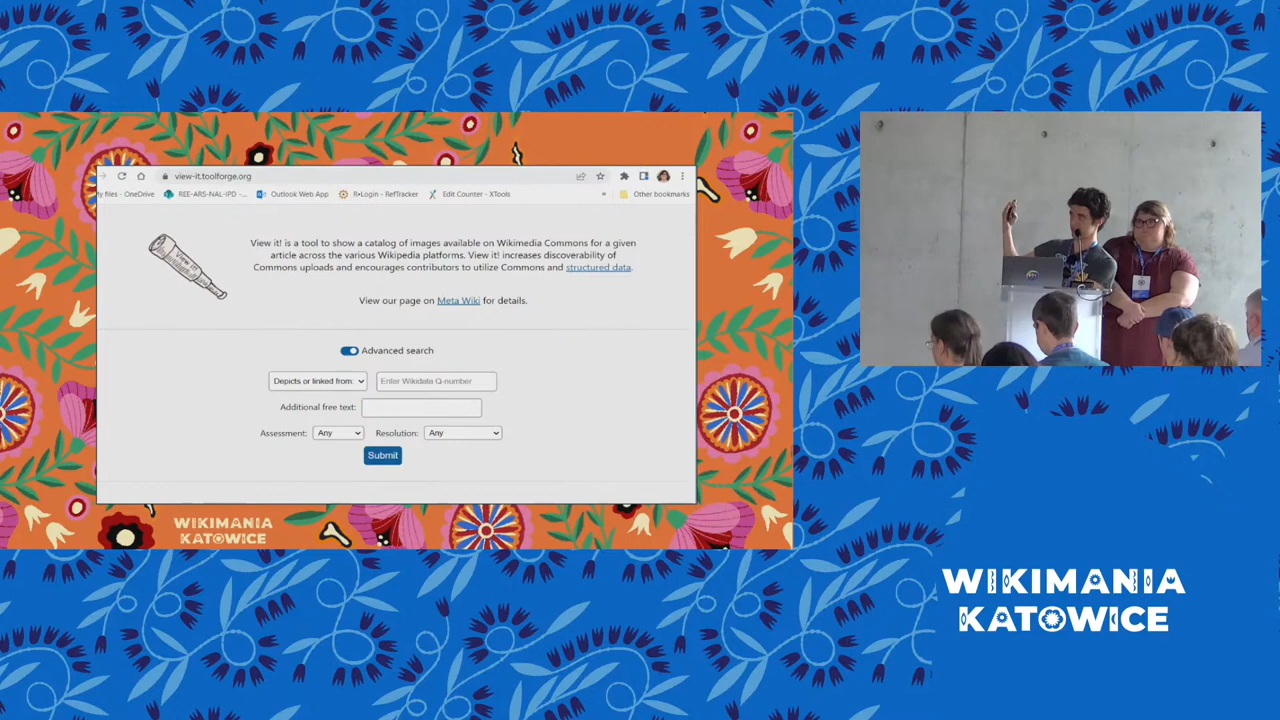 view-it.toolforge.org
y files - OneDrive
REE-ARS-NAL-IPD -...
Outlook Web App
R•Login - RefTracker
Edit Counter - XTools
»
Other bookmarks
View it!
View it! is a tool to show a catalog of images available on Wikimedia Commons for a given
article across the various Wikipedia platforms. View it! increases discoverability of
Commons uploads and encourages contributors to utilize Commons and structured data.
View our page on Meta Wiki for details.
Advanced search
Depicts or linked from:
Enter Wikidata Q-number
Additional free text:
Assessment: Any
Resolution: Any
Submit
WIKIMANIA
KATOWICE
WIKIMANIA
KATOWICE